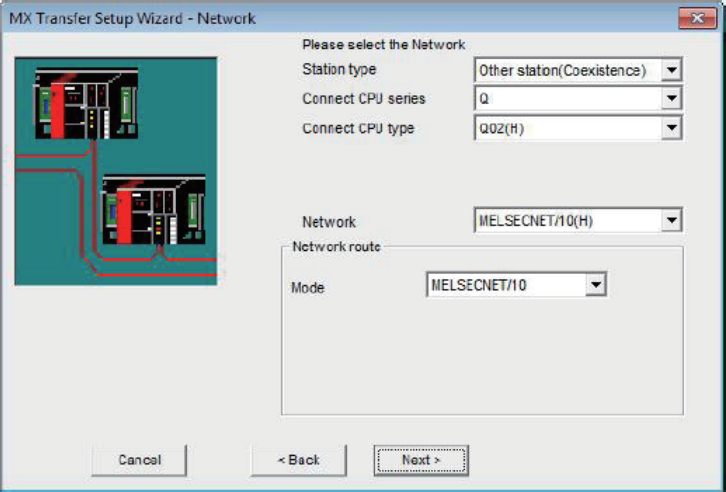 MX Transfer Setup Wizard - Network
Please select the Network
Station type
Other station(Coexistence)
Connect CPU series
Q
Connect CPU type
Q02(H)
Network
MELSECNET/10(H)
Network route
Mode
MELSECNET/10
Cancel
< Back
Next >